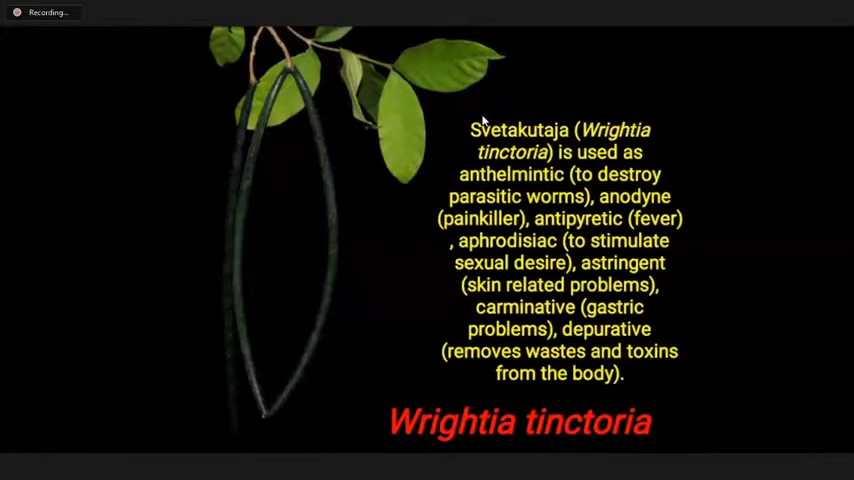 Recording...
Svetakutaja (Wrightia
tinctoria) is used as
anthelmintic (to destroy
parasitic worms), anodyne
(painkiller), antipyretic (fever)
, aphrodisiac (to stimulate
sexual desire), astringent
(skin related problems),
carminative (gastric
problems), depurative
(removes wastes and toxins
from the body).
Wrightia tinctoria